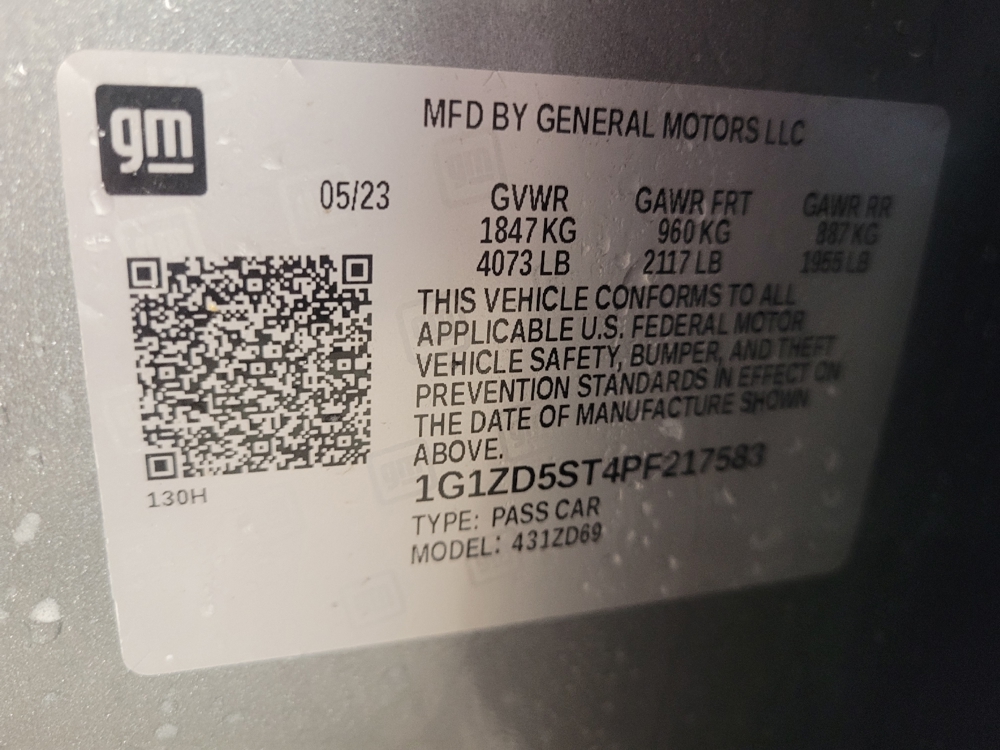 gm
MFD BY GENERAL MOTORS LLC
05/23
GVWR GAWR FRT GAWR RR
1847 KG 960 KG 887 KG
4073 LB 2117 LB 1955 LB
THIS VEHICLE CONFORMS TO ALL
APPLICABLE U.S. FEDERAL MOTOR
VEHICLE SAFETY, BUMPER, AND THEFT
PREVENTION STANDARDS IN EFFECT ON
THE DATE OF MANUFACTURE SHOWN
ABOVE.
1G1ZD5ST4PF217583
TYPE: PASS CAR
MODEL: 431ZD69
130H